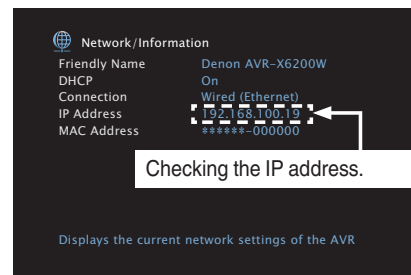 Network/Information
Friendly Name Denon AVR-X6200W
DHCP On
Connection Wired (Ethernet)
IP Address 192.168.100.19
MAC Address ******-000000
Checking the IP address.
Displays the current network settings of the AVR